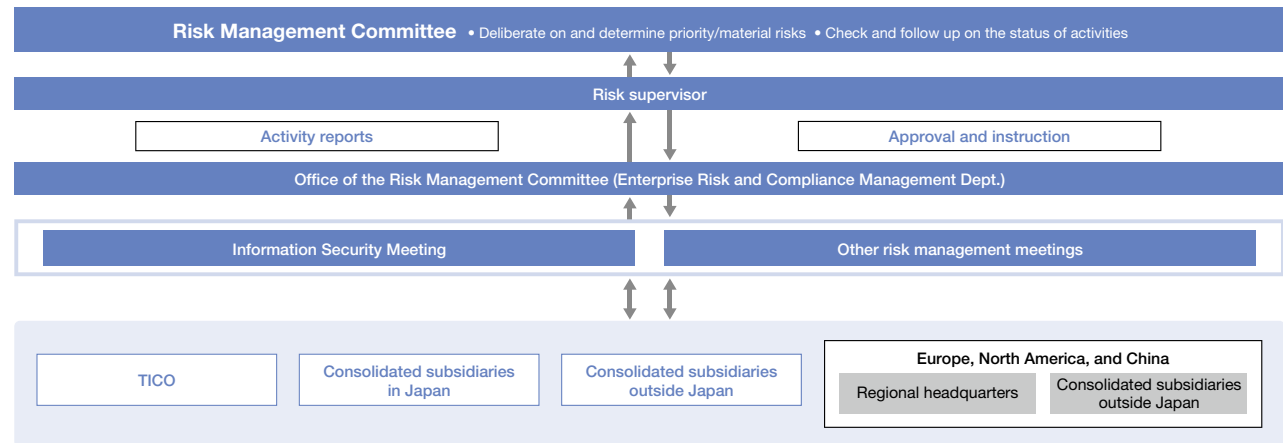 Risk Management Committee • Deliberate on and determine priority/material risks • Check and follow up on the status of activities
Risk supervisor
Activity reports
Approval and instruction
Office of the Risk Management Committee (Enterprise Risk and Compliance Management Dept.)
Information Security Meeting
Other risk management meetings
TICO
Consolidated subsidiaries
in Japan
Consolidated subsidiaries
outside Japan
Europe, North America, and China
Regional headquarters
Consolidated subsidiaries
outside Japan